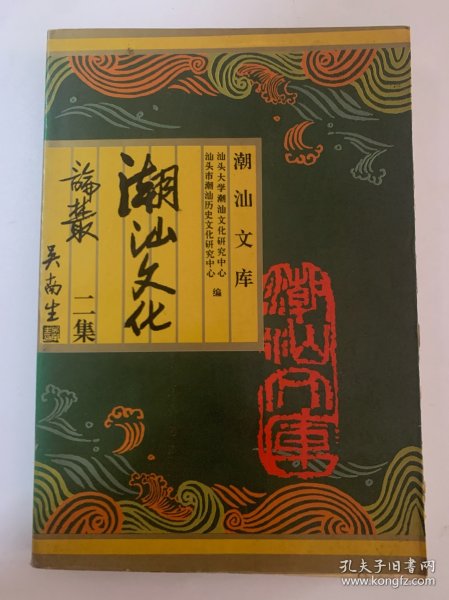 潮汕文库
汕头大学潮汕文化研究中心
汕头市潮汕历史文化研究中心
编
潮汕文化
論叢
二集
吴南生
潮汕文库
孔夫子旧书网
www.kongfz.com